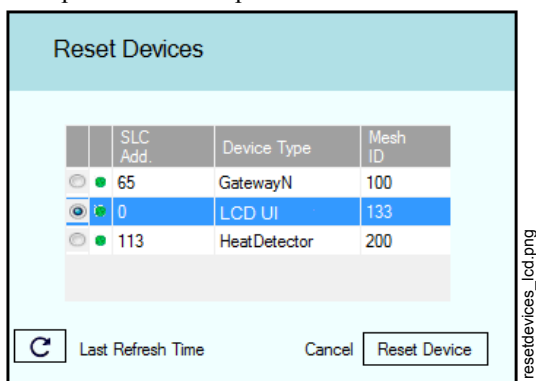 Reset Devices
SLC Add. Device Type Mesh ID
65 GatewayN 100
0 LCD UI 133
113 HeatDetector 200
Last Refresh Time Cancel Reset Device
resetdevices_lcd.png